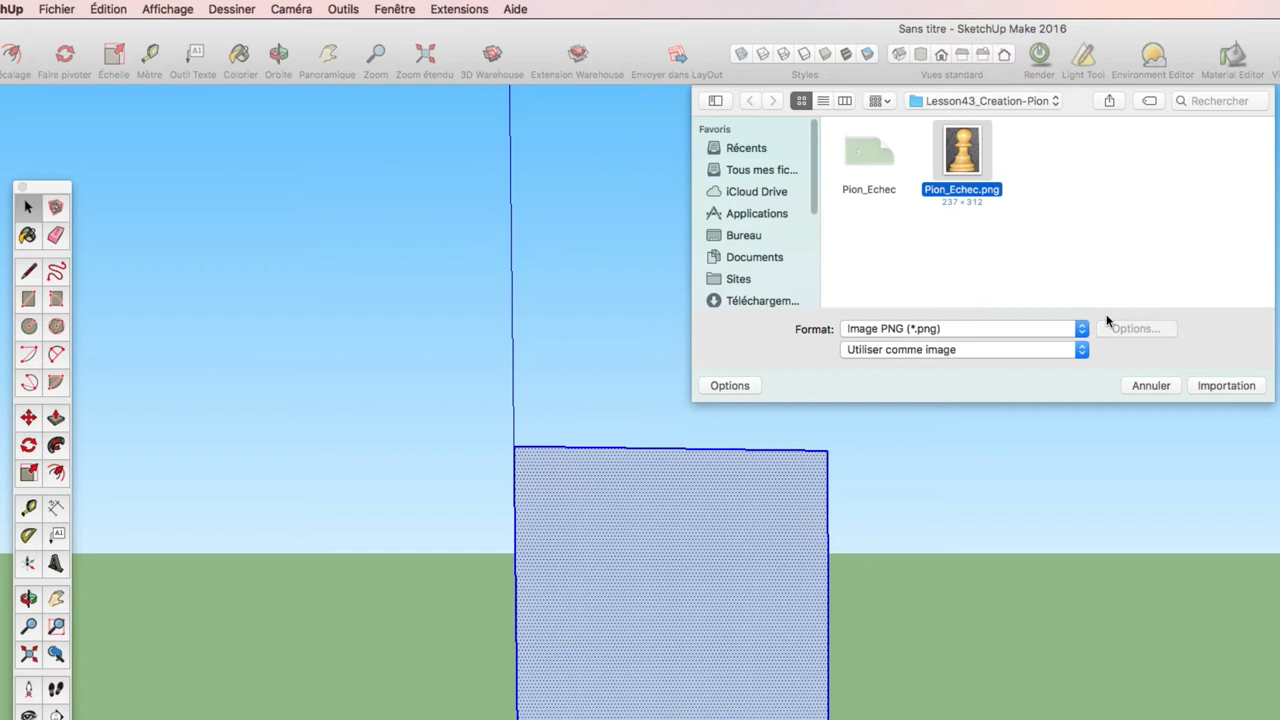 chUp Fichier Édition Affichage Dessiner Caméra Outils Fenêtre Extensions Aide
Sans titre - SketchUp Make 2016
calage Faire pivoter Échelle Mètre Outil Texte Colorier Orbite Panoramique Zoom Zoom étendu 3D Warehouse Extension Warehouse Envoyer dans LayOut Styles Vues standard Render Light Tool Environment Editor Material Editor
Lesson43_Creation-Pion
Rechercher
Favoris
Récents
Tous mes fic...
iCloud Drive
Applications
Bureau
Documents
Sites
Téléchargem...
Pion_Echec
Pion_Echec.png
237 × 312
Format: Image PNG (*.png) Options...
Utiliser comme image
Options Annuler Importation
A1